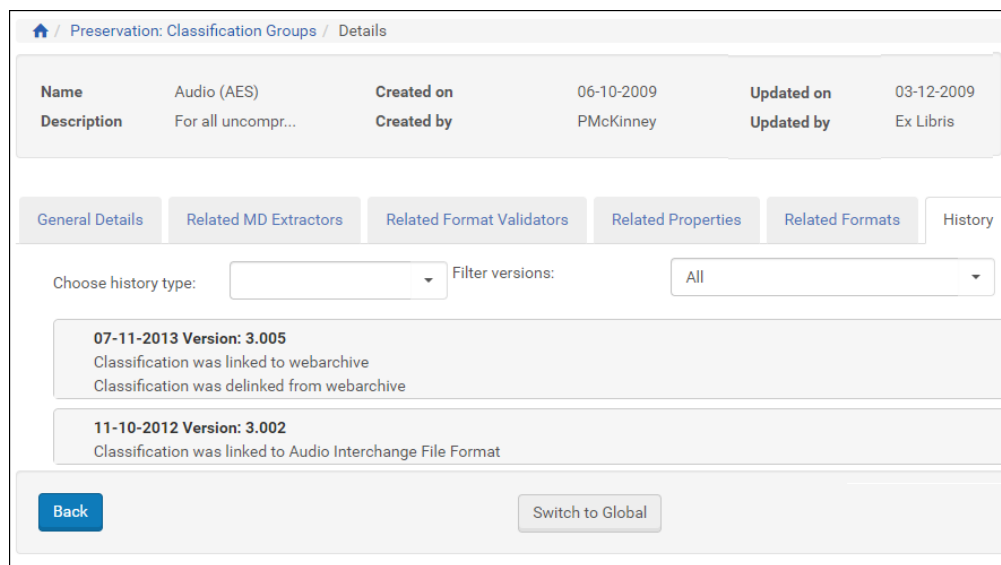 / Preservation: Classification Groups / Details
Name Audio (AES) Created on 06-10-2009 Updated on 03-12-2009
Description For all uncompr... Created by PMcKinney Updated by Ex Libris
General Details Related MD Extractors Related Format Validators Related Properties Related Formats History
Choose history type: Filter versions: All
07-11-2013 Version: 3.005
Classification was linked to webarchive
Classification was delinked from webarchive
11-10-2012 Version: 3.002
Classification was linked to Audio Interchange File Format
Back Switch to Global